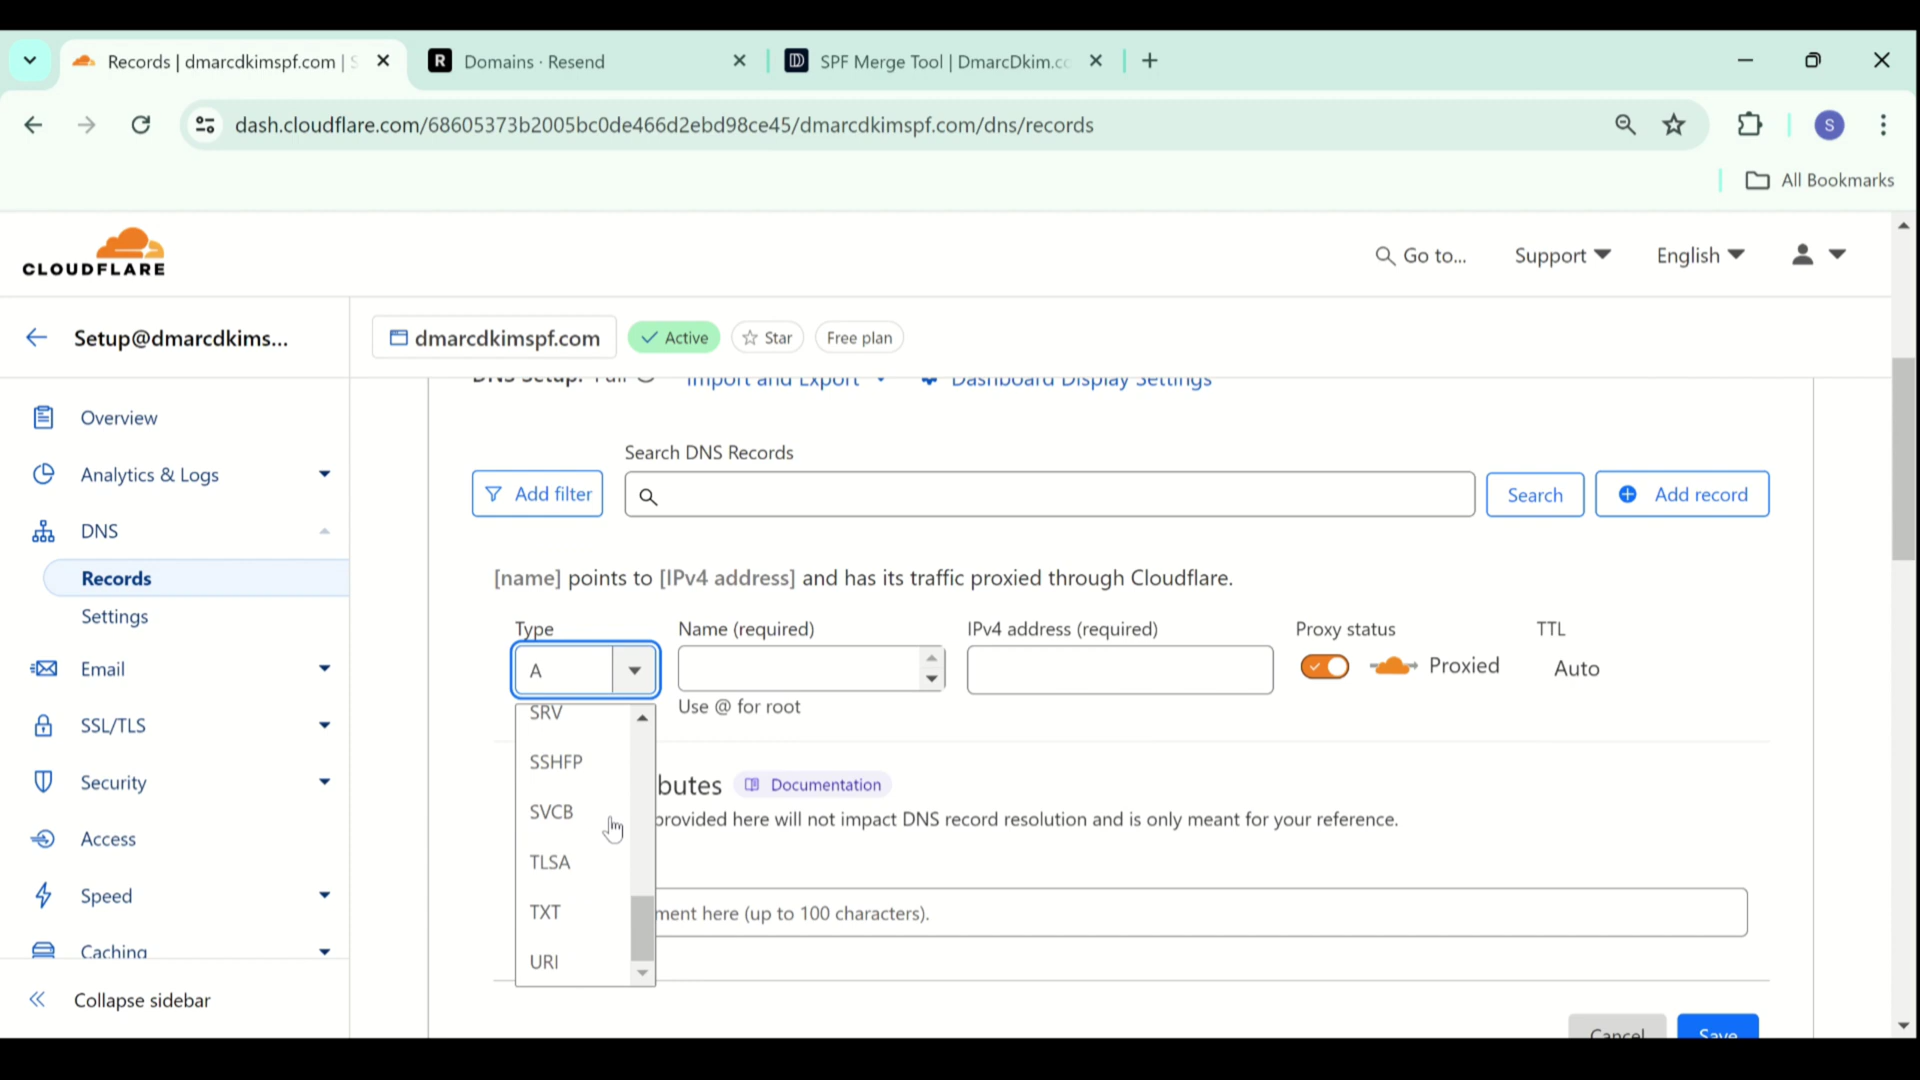 Records | dmarcdkimspf.com | S
Domains · Resend
SPF Merge Tool | DmarcDkim.co
dash.cloudflare.com/68605373b2005bc0de466d2ebd98ce45/dmarcdkimspf.com/dns/records
S
All Bookmarks
CLOUDFLARE
Go to...
Support
English
Setup@dmarcdkims...
dmarcdkimspf.com
Active
Star
Free plan
DNS Setup: Full
Import and Export
Dashboard Display Settings
Overview
Analytics & Logs
DNS
Records
Settings
Email
SSL/TLS
Security
Access
Speed
Caching
Collapse sidebar
Search DNS Records
Add filter
Search
Add record
[name] points to [IPv4 address] and has its traffic proxied through Cloudflare.
Type
Name (required)
IPv4 address (required)
Proxy status
TTL
A
Proxied
Auto
Use @ for root
SRV
SSHFP
SVCB
TLSA
TXT
URI
butes
Documentation
provided here will not impact DNS record resolution and is only meant for your reference.
ment here (up to 100 characters).
Cancel
Save